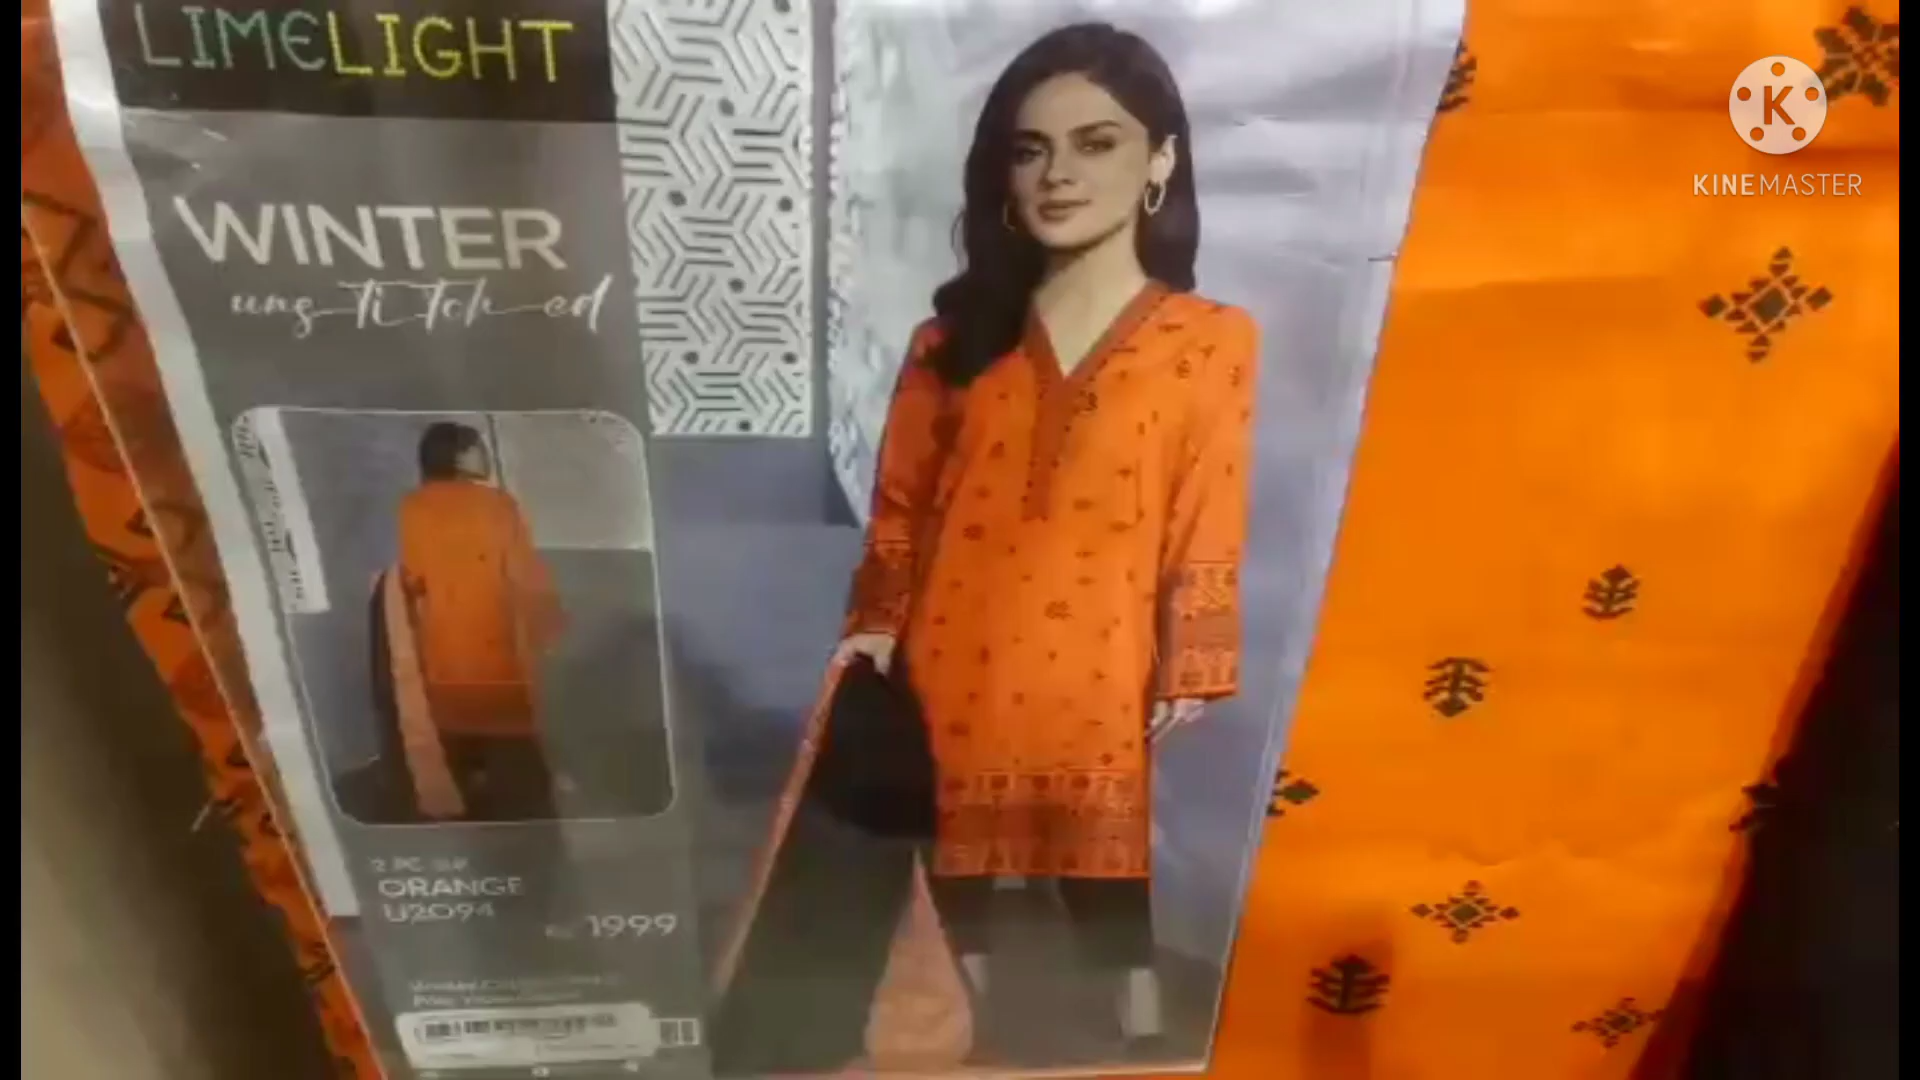 LIMELIGHT
WINTER
unstitched
2 PC
ORANGE
U2094
1999
K
KINEMASTER